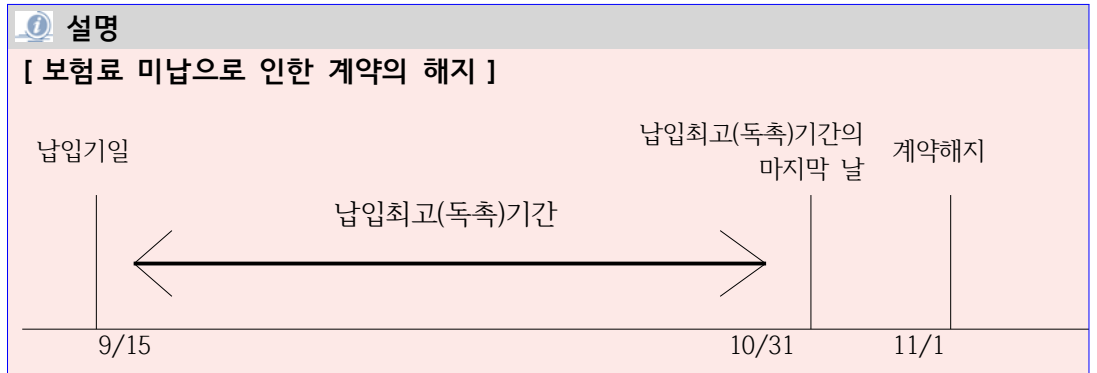 설명
[ 보험료 미납으로 인한 계약의 해지 ]
납입기일
납입최고(독촉)기간의
마지막 날
계약해지
납입최고(독촉)기간
9/15
10/31
11/1